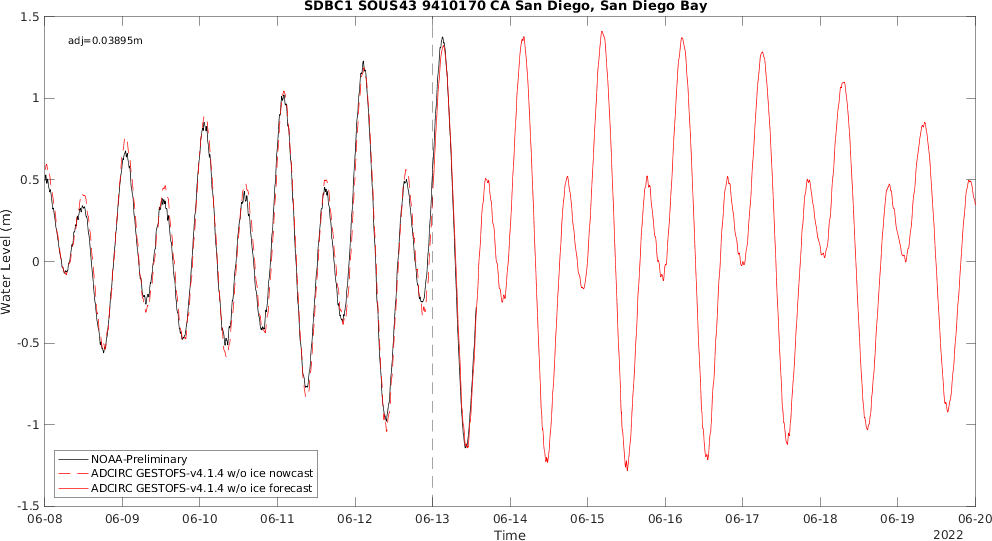 SDBC1 SOUS43 9410170 CA San Diego, San Diego Bay
adj=0.03895m
1.5
1
0.5
0
-0.5
-1
-1.5
Water Level (m)
NOAA-Preliminary
ADCIRC GESTOFS-v4.1.4 w/o ice nowcast
ADCIRC GESTOFS-v4.1.4 w/o ice forecast
06-08 06-09 06-10 06-11 06-12 06-13 06-14 06-15 06-16 06-17 06-18 06-19 06-20
Time
2022